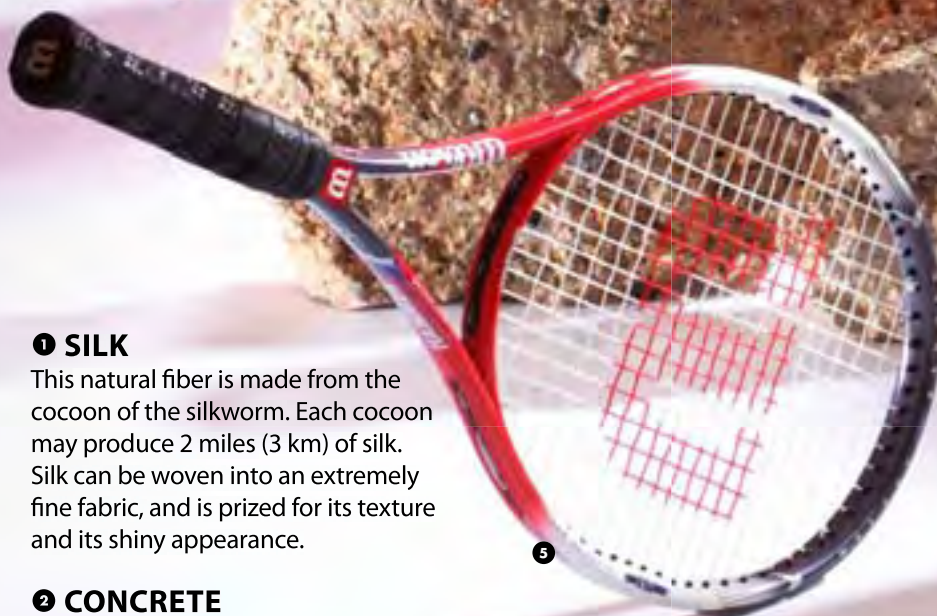 ❶ SILK
This natural fiber is made from the
cocoon of the silkworm. Each cocoon
may produce 2 miles (3 km) of silk.
Silk can be woven into an extremely
fine fabric, and is prized for its texture
and its shiny appearance.
❺
❷ CONCRETE